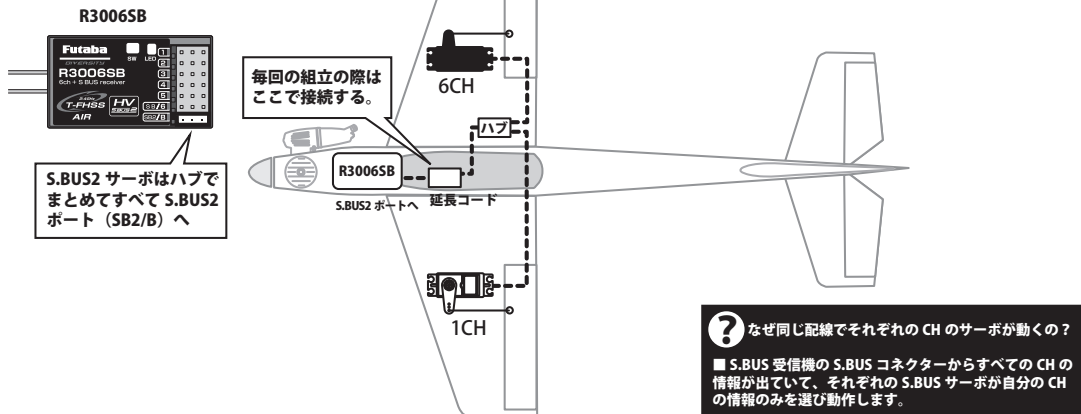 R3006SB
Futaba
DIVERSITY
SW LED
R3006SB
6ch + S BUS receiver
2.4GHz
T-FHSS
AIR
HV
S.BUS2
1
2
3
4
5
SB/6
SB2/B
S.BUS2 サーボはハブで
まとめてすべて S.BUS2
ポート（SB2/B）へ
毎回の組立の際は
ここで接続する。
6CH
ハブ
R3006SB
S.BUS2 ポートへ
延長コード
1CH
? なぜ同じ配線でそれぞれの CH のサーボが動くの？
■ S.BUS 受信機の S.BUS コネクターからすべての CH の
情報が出ていて、それぞれの S.BUS サーボが自分の CH
の情報のみを選び動作します。